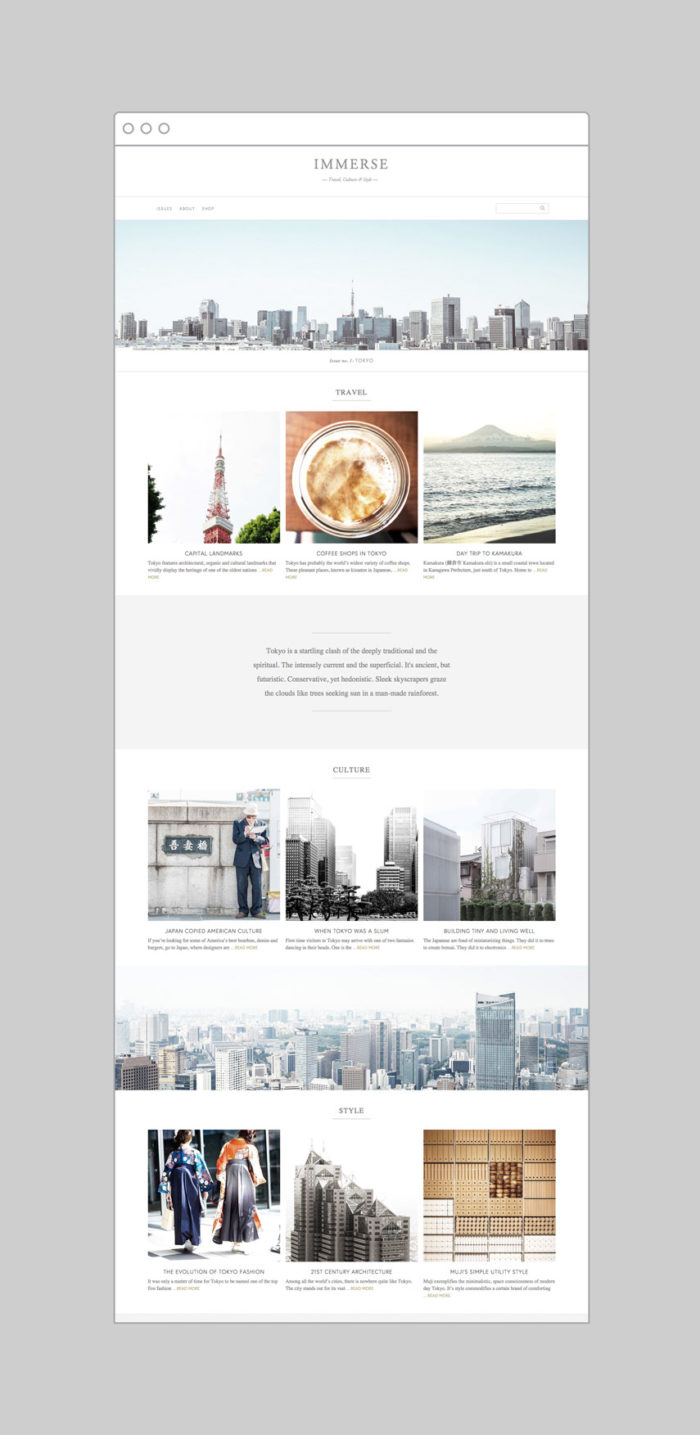 IMMERSE
— Travel, Culture & Style —
ISSUES ABOUT SHOP
Issue no. 1: TOKYO
TRAVEL
CAPITAL LANDMARKS
Tokyo features architectural, organic and cultural landmarks that
vividly display the heritage of one of the oldest nations ... READ
MORE
COFFEE SHOPS IN TOKYO
Tokyo has probably the world's widest variety of coffee shops.
These pleasant places, known as kissaten in Japanese, ... READ
MORE
DAY TRIP TO KAMAKURA
Kamakura (鎌倉市 Kamakura-shi) is a small coastal town located
in Kanagawa Prefecture, just south of Tokyo. Home to ... READ
MORE
Tokyo is a startling clash of the deeply traditional and the
spiritual. The intensely current and the superficial. It's ancient, but
futuristic. Conservative, yet hedonistic. Sleek skyscrapers graze
the clouds like trees seeking sun in a man-made rainforest.
CULTURE
吾妻橋
JAPAN COPIED AMERICAN CULTURE
If you're looking for some of America's best bourbon, denim and
burgers, go to Japan, where designers are ... READ MORE
WHEN TOKYO WAS A SLUM
First time visitors to Tokyo may arrive with one of two fantasies
dancing in their heads. One is the ... READ MORE
BUILDING TINY AND LIVING WELL
The Japanese are fond of miniaturizing things. They did it to trees
to create bonsai. They did it to electronics ... READ MORE
STYLE
THE EVOLUTION OF TOKYO FASHION
It was only a matter of time for Tokyo to be named one of the top
five fashion ... READ MORE
21ST CENTURY ARCHITECTURE
Among all the world's cities, there is nowhere quite like Tokyo.
The city stands out for its vast ... READ MORE
MUJI'S SIMPLE UTILITY STYLE
Muji exemplifies the minimalistic, space consciousness of modern
day Tokyo. It's style commodifies a certain brand of comforting
... READ MORE